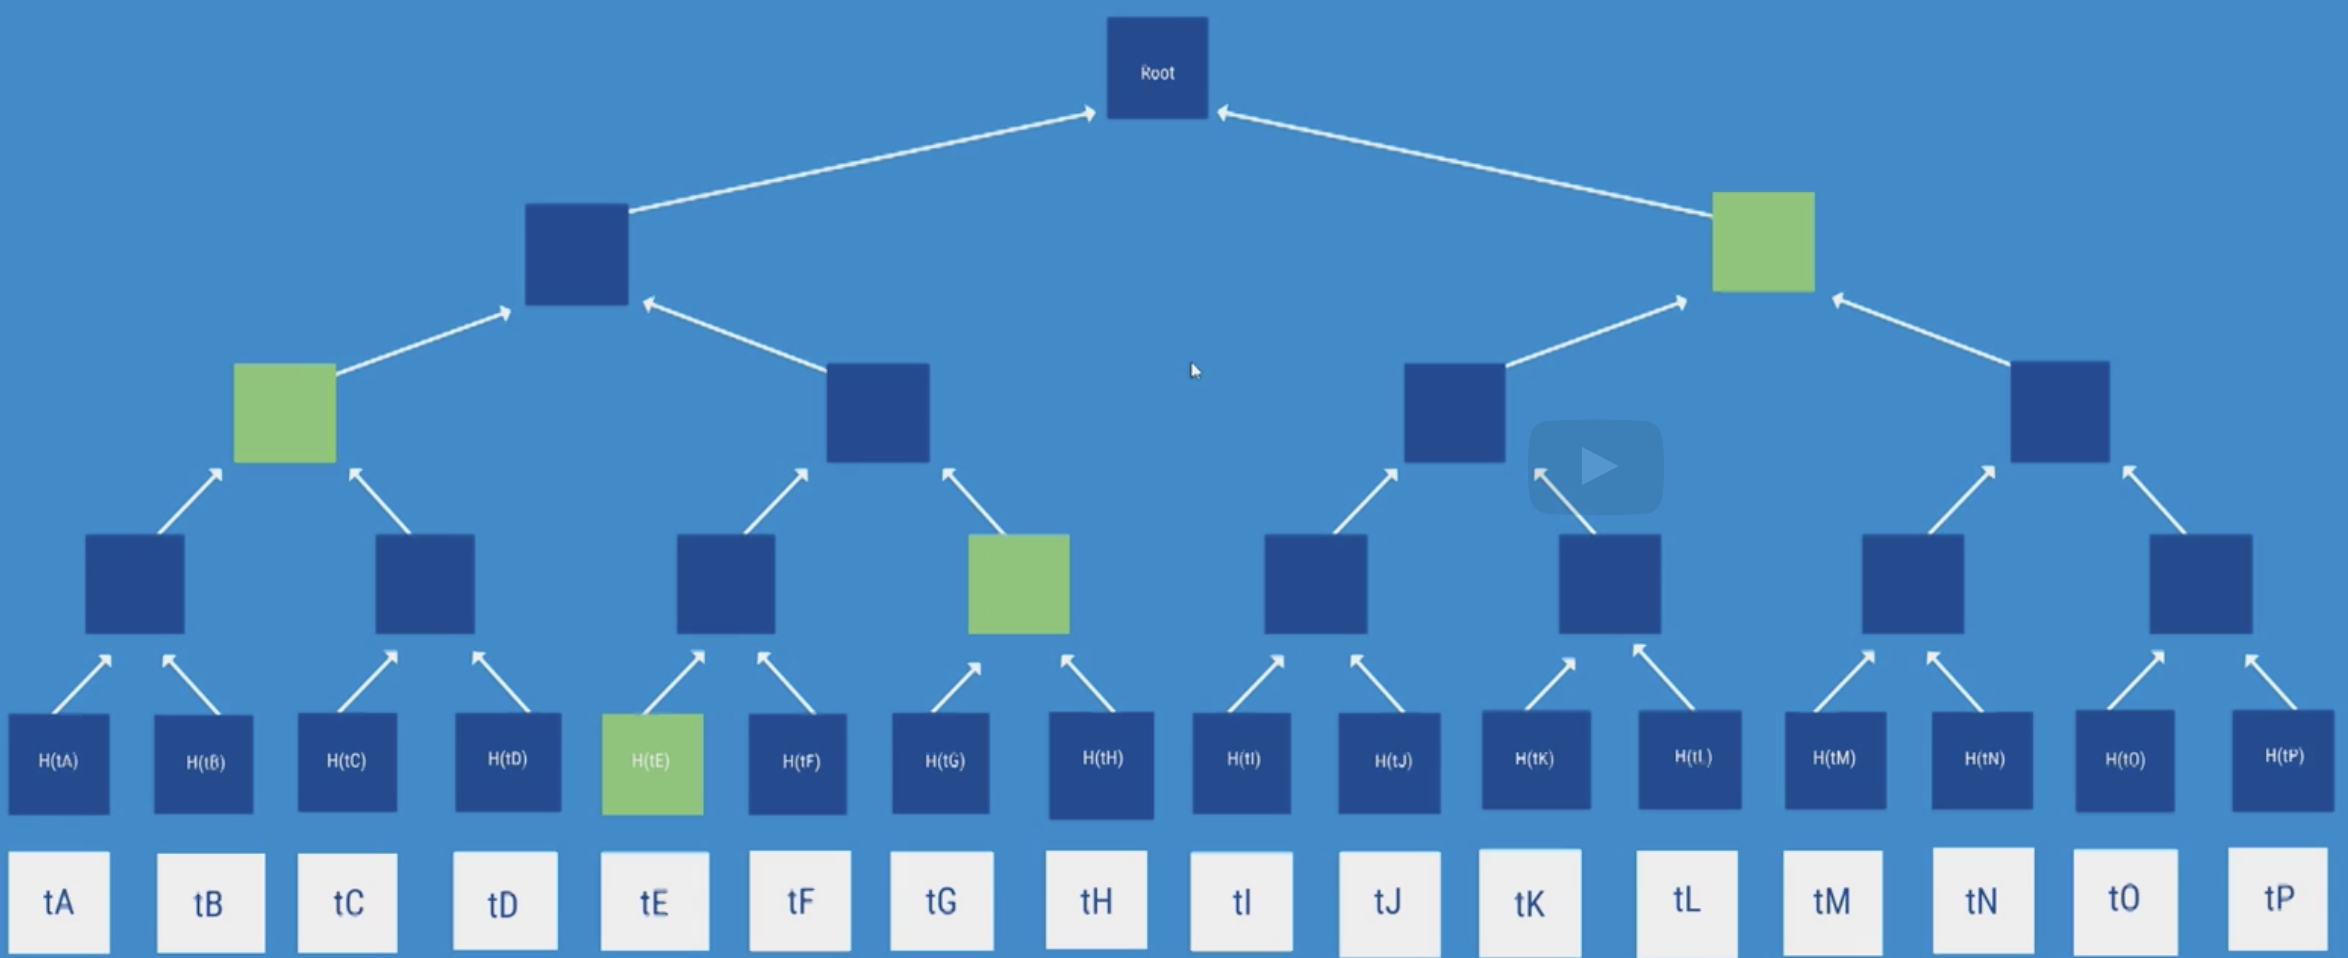 Root
H(tA) H(tB) H(tC) H(tD) H(tE) H(tF) H(tG) H(tH) H(tI) H(tJ) H(tK) H(tL) H(tM) H(tN) H(tO) H(tP)
tA tB tC tD tE tF tG tH tI tJ tK tL tM tN tO tP